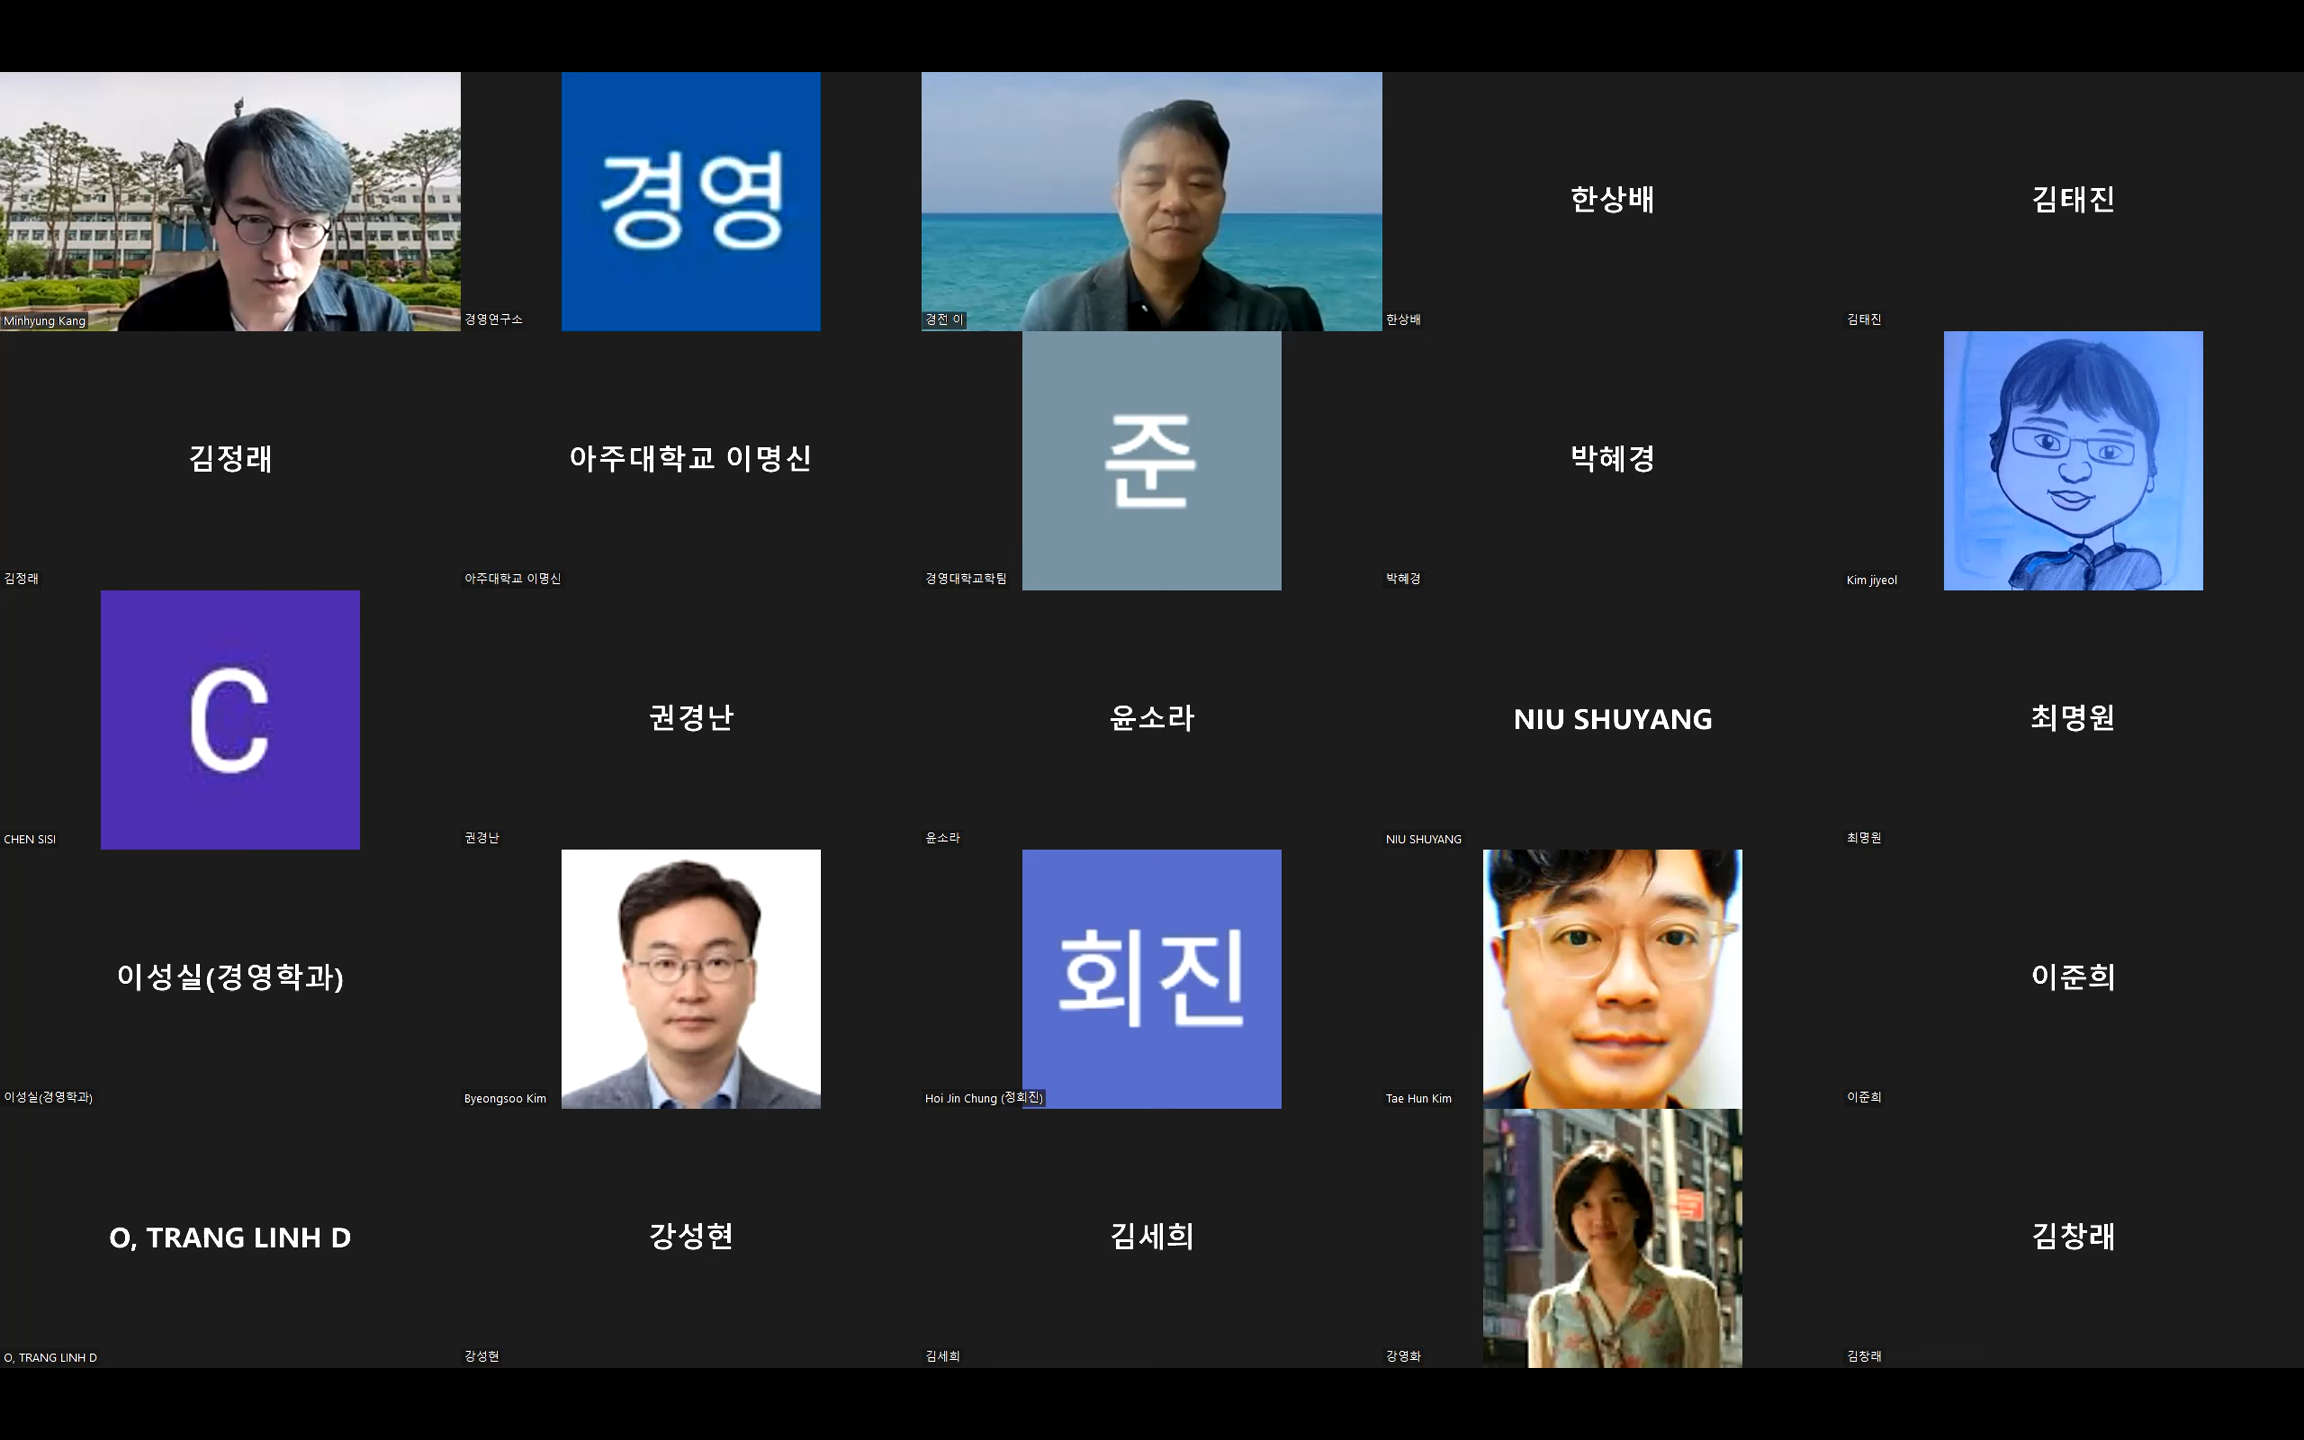 경영
한상배
김태진
Minhyung Kang
경영연구소
경전 이
한상배
김태진
김정래
아주대학교 이명신
준
박혜경
김정래
아주대학교 이명신
경영대학교학팀
박혜경
Kim jiyeol
C
권경난
윤소라
NIU SHUYANG
최명원
CHEN SISI
권경난
윤소라
NIU SHUYANG
최명원
이성실(경영학과)
회진
이준희
이성실(경영학과)
Byeongsoo Kim
Hoi Jin Chung (정회진)
Tae Hun Kim
이준희
O, TRANG LINH D
강성현
김세희
김창래
O, TRANG LINH D
강성현
김세희
강영화
김창래